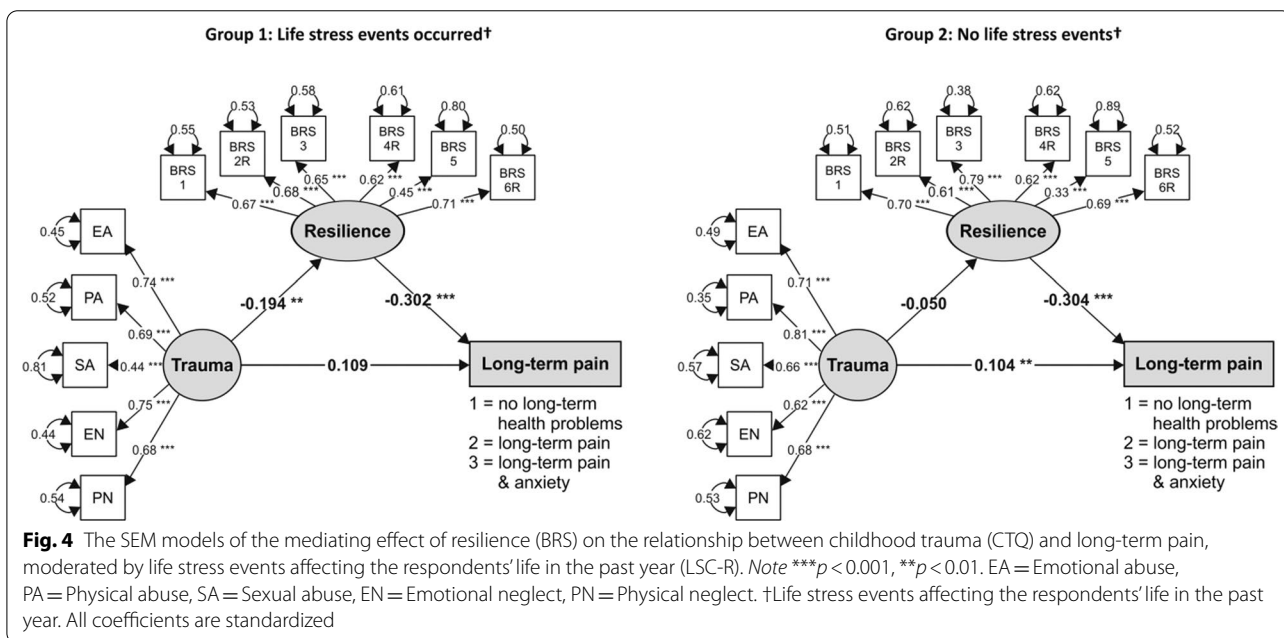 Group 1: Life stress events occurred†
0.55
0.53
0.58
0.61
0.80
0.50
BRS 1
BRS 2R
BRS 3
BRS 4R
BRS 5
BRS 6R
0.67 ***
0.68 ***
0.65 ***
0.62 ***
0.45 ***
0.71 ***
Resilience
0.45
EA
0.74 ***
0.52
PA
0.69 ***
0.81
SA
0.44 ***
0.44
EN
0.75 ***
0.54
PN
0.68 ***
Trauma
-0.194 **
-0.302 ***
0.109
Long-term pain
1 = no long-term
health problems
2 = long-term pain
3 = long-term pain
& anxiety
Group 2: No life stress events†
0.51
0.62
0.38
0.62
0.89
0.52
BRS 1
BRS 2R
BRS 3
BRS 4R
BRS 5
BRS 6R
0.70 ***
0.61 ***
0.79 ***
0.62 ***
0.33 ***
0.69 ***
Resilience
0.49
EA
0.71 ***
0.35
PA
0.81 ***
0.57
SA
0.66 ***
0.62
EN
0.62 ***
0.53
PN
0.68 ***
Trauma
-0.050
-0.304 ***
0.104 **
Long-term pain
1 = no long-term
health problems
2 = long-term pain
3 = long-term pain
& anxiety
Fig. 4 The SEM models of the mediating effect of resilience (BRS) on the relationship between childhood trauma (CTQ) and long-term pain,
moderated by life stress events affecting the respondents' life in the past year (LSC-R). Note ***p < 0.001, **p < 0.01. EA = Emotional abuse,
PA = Physical abuse, SA = Sexual abuse, EN = Emotional neglect, PN = Physical neglect. †Life stress events affecting the respondents' life in the past
year. All coefficients are standardized